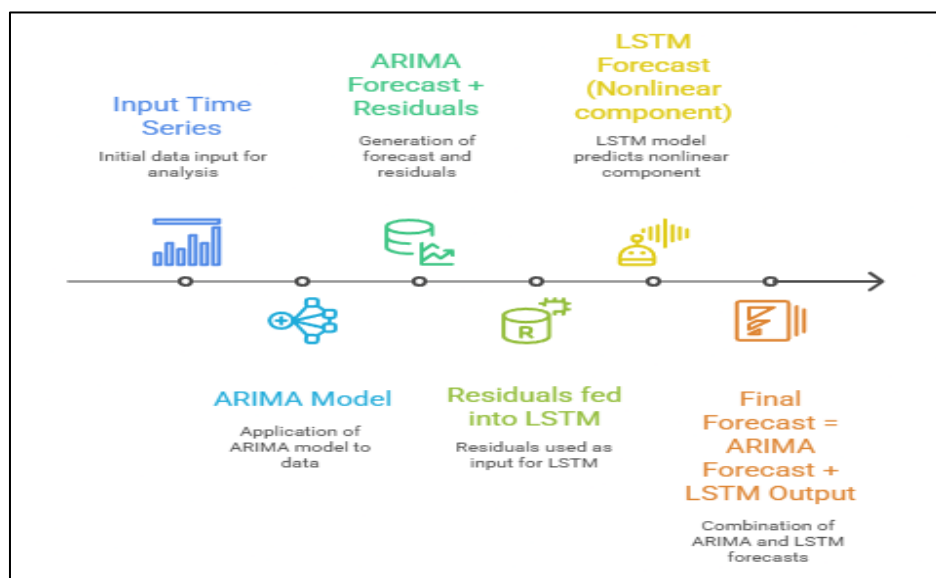 Input Time
Series
Initial data input for
analysis
ARIMA Model
Application of
ARIMA model to
data
ARIMA
Forecast +
Residuals
Generation of
forecast and
residuals
R
Residuals fed
into LSTM
Residuals used as
input for LSTM
LSTM
Forecast
(Nonlinear
component)
LSTM model
predicts nonlinear
component
Final
Forecast =
ARIMA
Forecast +
LSTM Output
Combination of
ARIMA and LSTM
forecasts